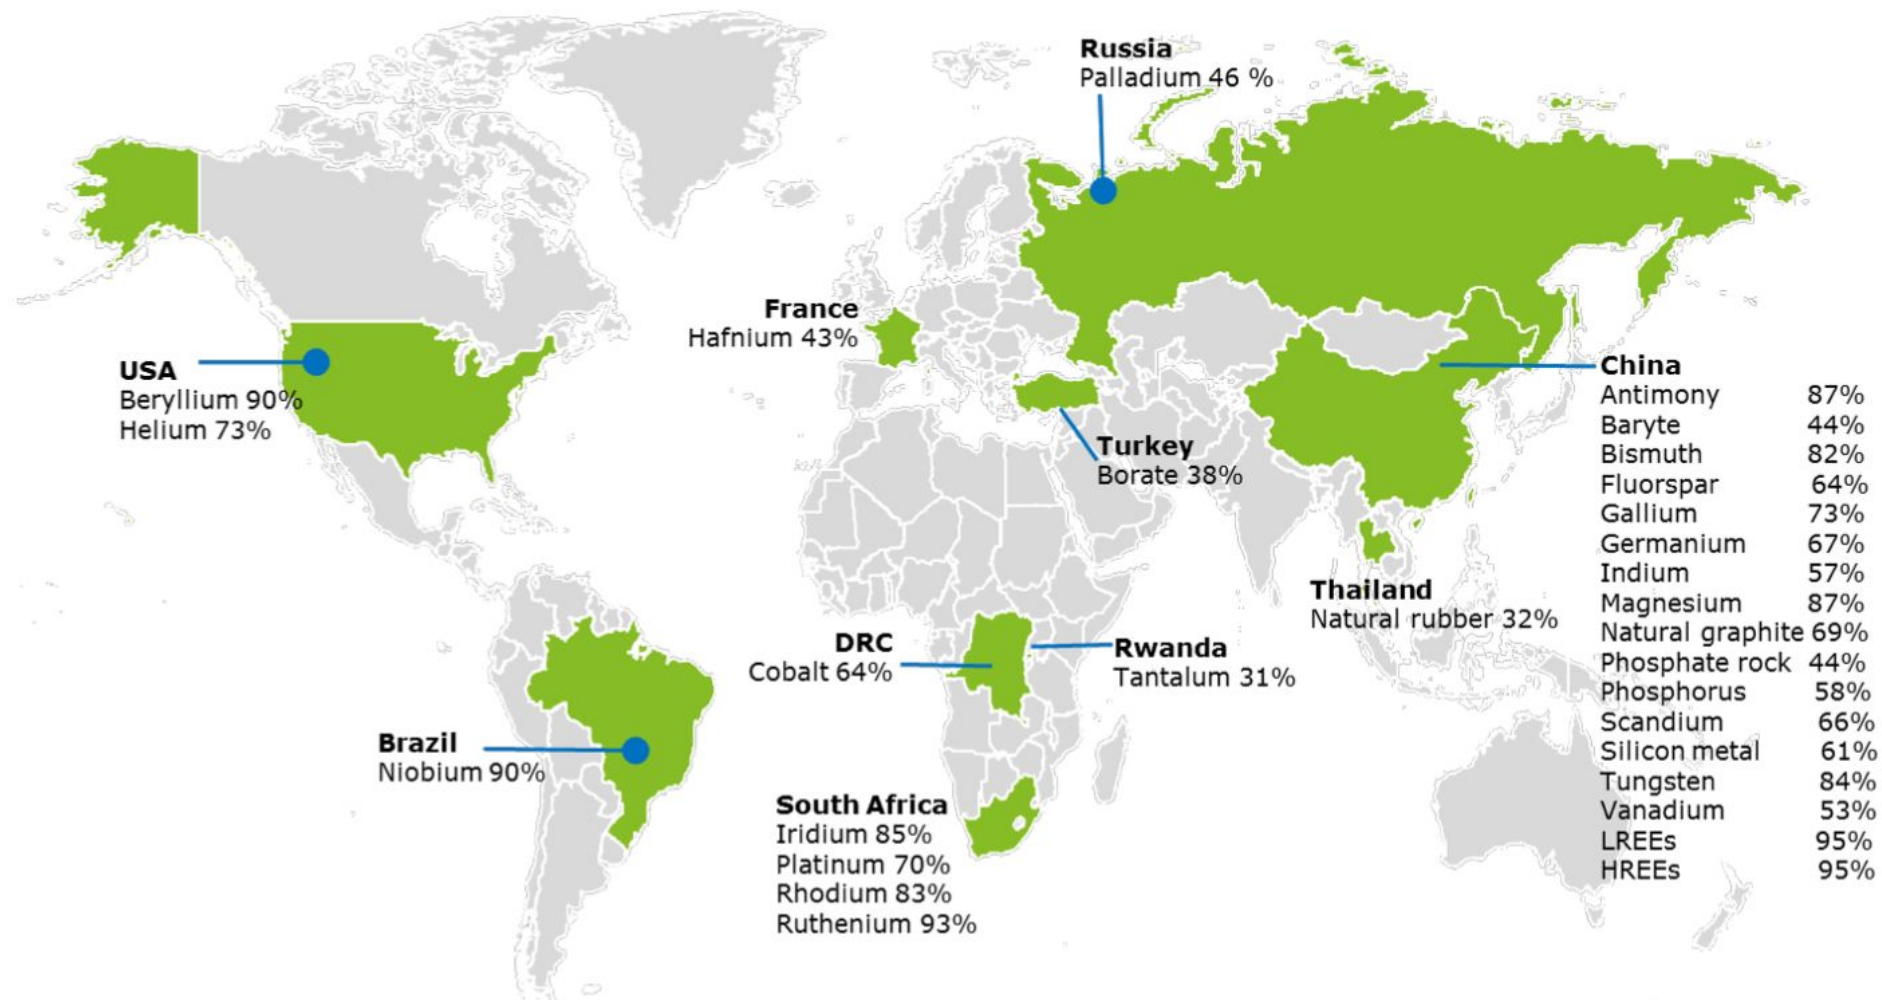 Russia
Palladium 46 %
France
Hafnium 43%
USA
Beryllium 90%
Helium 73%
Turkey
Borate 38%
China
Antimony 87%
Baryte 44%
Bismuth 82%
Fluorspar 64%
Gallium 73%
Germanium 67%
Indium 57%
Magnesium 87%
Natural graphite 69%
Phosphate rock 44%
Phosphorus 58%
Scandium 66%
Silicon metal 61%
Tungsten 84%
Vanadium 53%
LREEs 95%
HREEs 95%
Thailand
Natural rubber 32%
DRC
Cobalt 64%
Rwanda
Tantalum 31%
Brazil
Niobium 90%
South Africa
Iridium 85%
Platinum 70%
Rhodium 83%
Ruthenium 93%